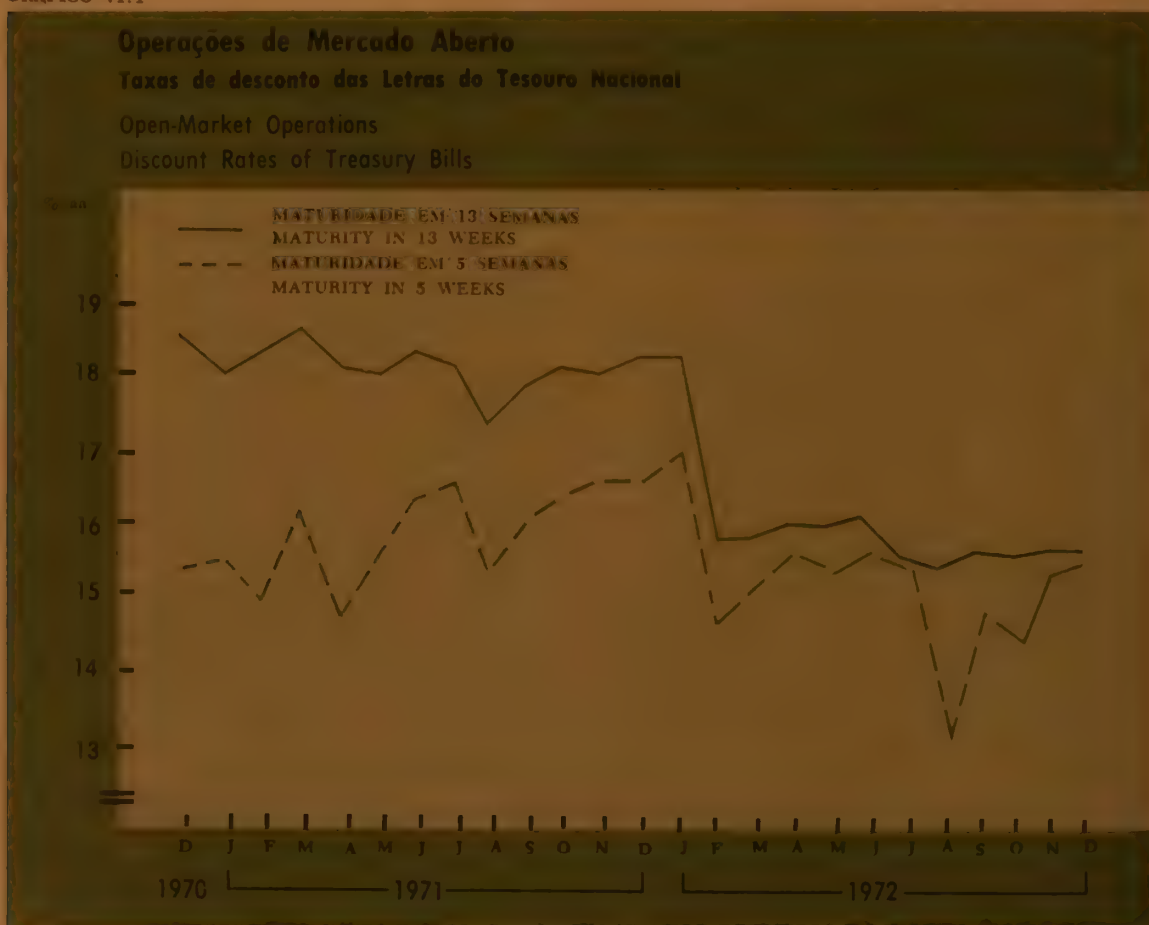 Operações de Mercado Aberto
Taxas de desconto das Letras do Tesouro Nacional
Open-Market Operations
Discount Rates of Treasury Bills
MATURIDADE EM 13 SEMANAS
MATURITY IN 13 WEEKS
MATURIDADE EM 5 SEMANAS
MATURITY IN 5 WEEKS
19
18
17
16
15
14
13
D J F M A M J J A S O N D J F M A M J J A S O N D
1970 1971 1972